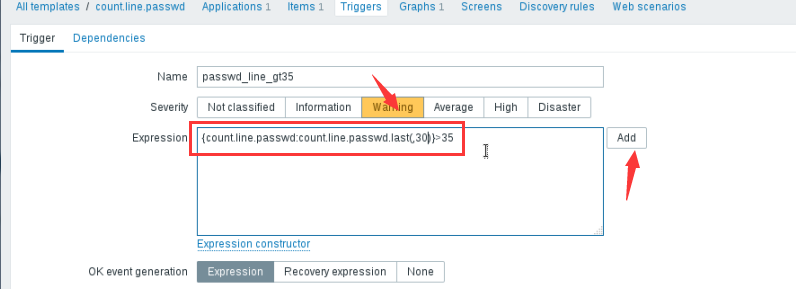 All templates / count.line.passwd Applications 1 Items 1 Triggers Graphs 1 Screens Discovery rules Web scenarios
Trigger Dependencies
Name passwd_line_gt35
Severity Not classified Information Warning Average High Disaster
Expression {count.line.passwd:count.line.passwd.last(,30)}>35 Add
Expression constructor
OK event generation Expression Recovery expression None